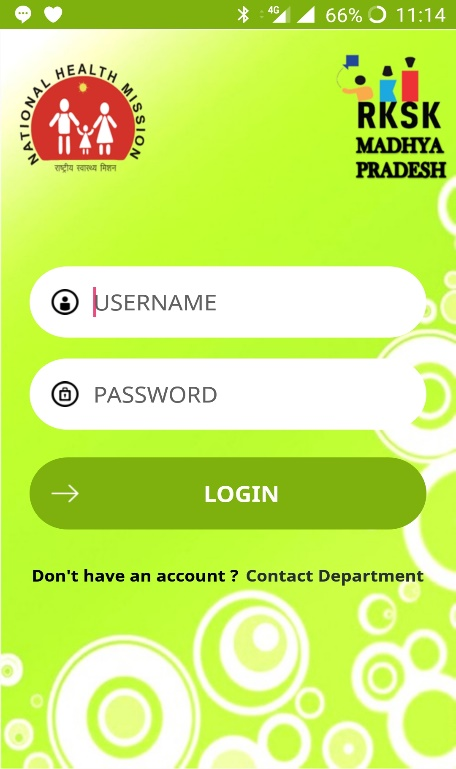 4G 66% 11:14
NATIONAL HEALTH MISSION
राष्ट्रीय स्वास्थ्य मिशन
RKSK
MADHYA
PRADESH
USERNAME
PASSWORD
LOGIN
Don't have an account ? Contact Department